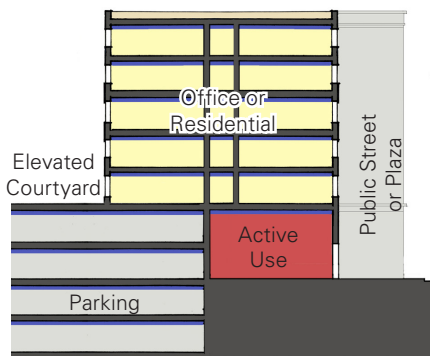 Office or
Residential
Elevated
Courtyard
Public Street
or Plaza
Active
Use
Parking